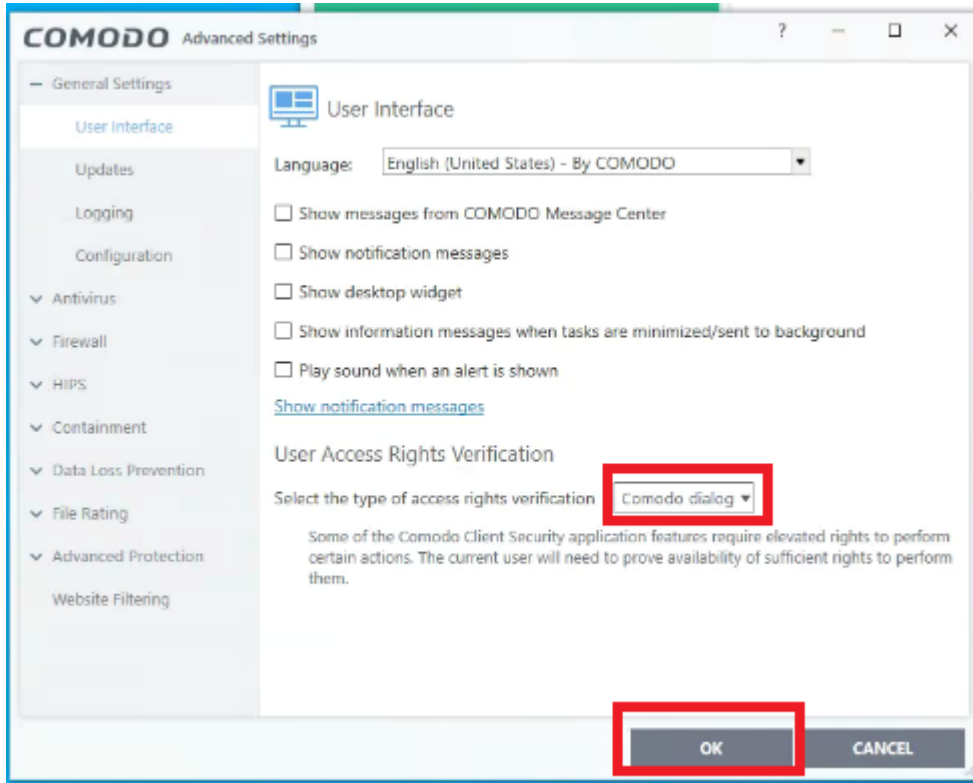 COMODO Advanced Settings
?
General Settings
User Interface
Updates
Logging
Configuration
Antivirus
Firewall
HIPS
Containment
Data Loss Prevention
File Rating
Advanced Protection
Website Filtering
User Interface
Language: English (United States) - By COMODO
Show messages from COMODO Message Center
Show notification messages
Show desktop widget
Show information messages when tasks are minimized/sent to background
Play sound when an alert is shown
Show notification messages
User Access Rights Verification
Select the type of access rights verification Comodo dialog
Some of the Comodo Client Security application features require elevated rights to perform
certain actions. The current user will need to prove availability of sufficient rights to perform
them.
OK CANCEL